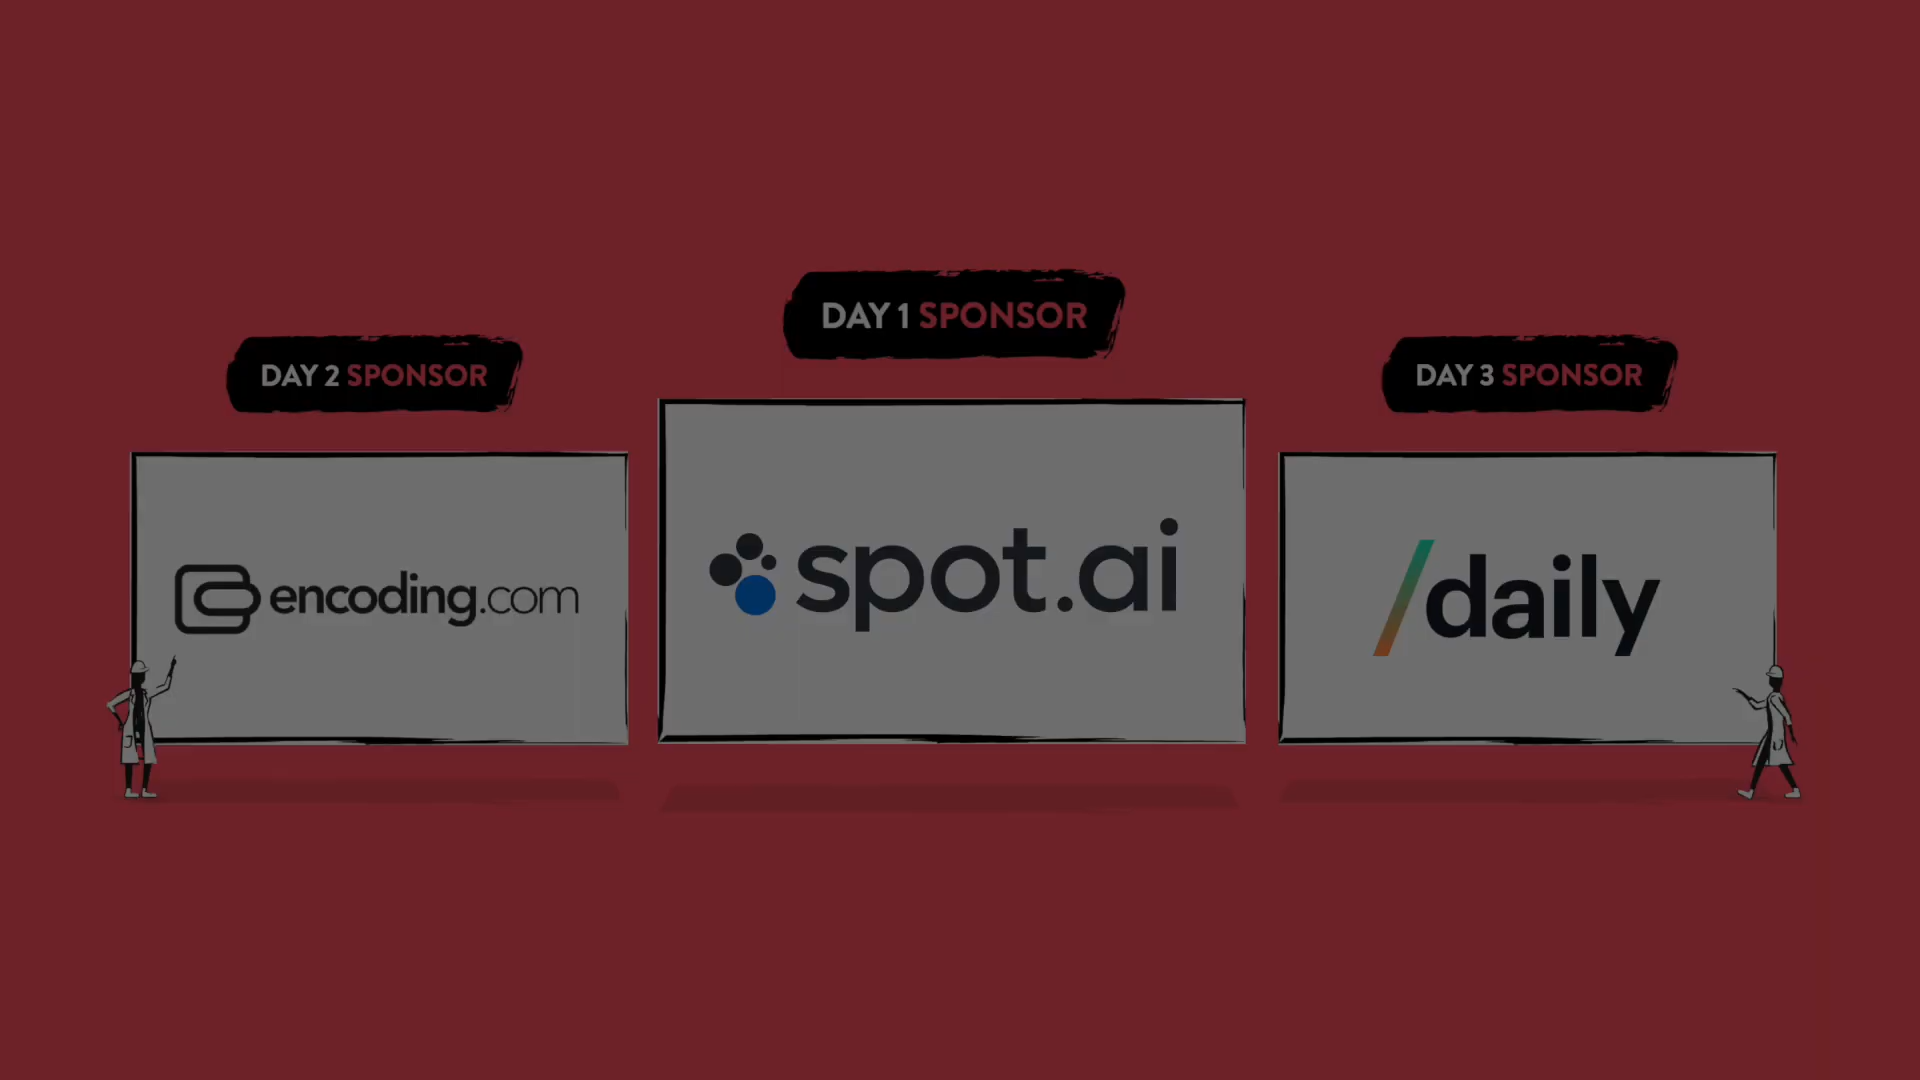 DAY 2 SPONSOR
encoding.com
DAY 1 SPONSOR
spot.ai
DAY 3 SPONSOR
/daily